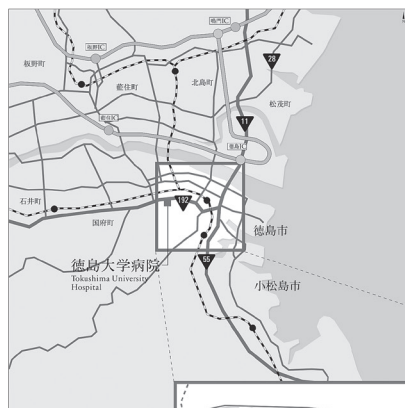 鳴門IC
板野IC
板野町
28
北島町
藍住町
松茂町
11
藍住IC
徳島IC
石井町
192
国府町
徳島市
徳島大学病院
Tokushima University
Hospital
55
小松島市